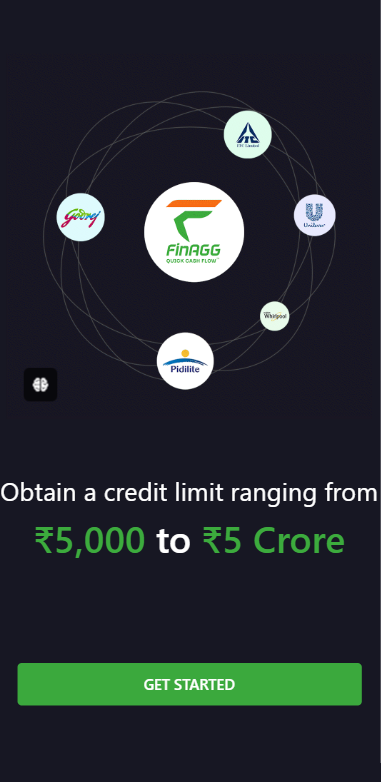 ITC Limited
Godrej
FINAGG
QUICK CASH FLOW
Unilever
Whirlpool
Pidilite
Obtain a credit limit ranging from
₹5,000 to ₹5 Crore
GET STARTED